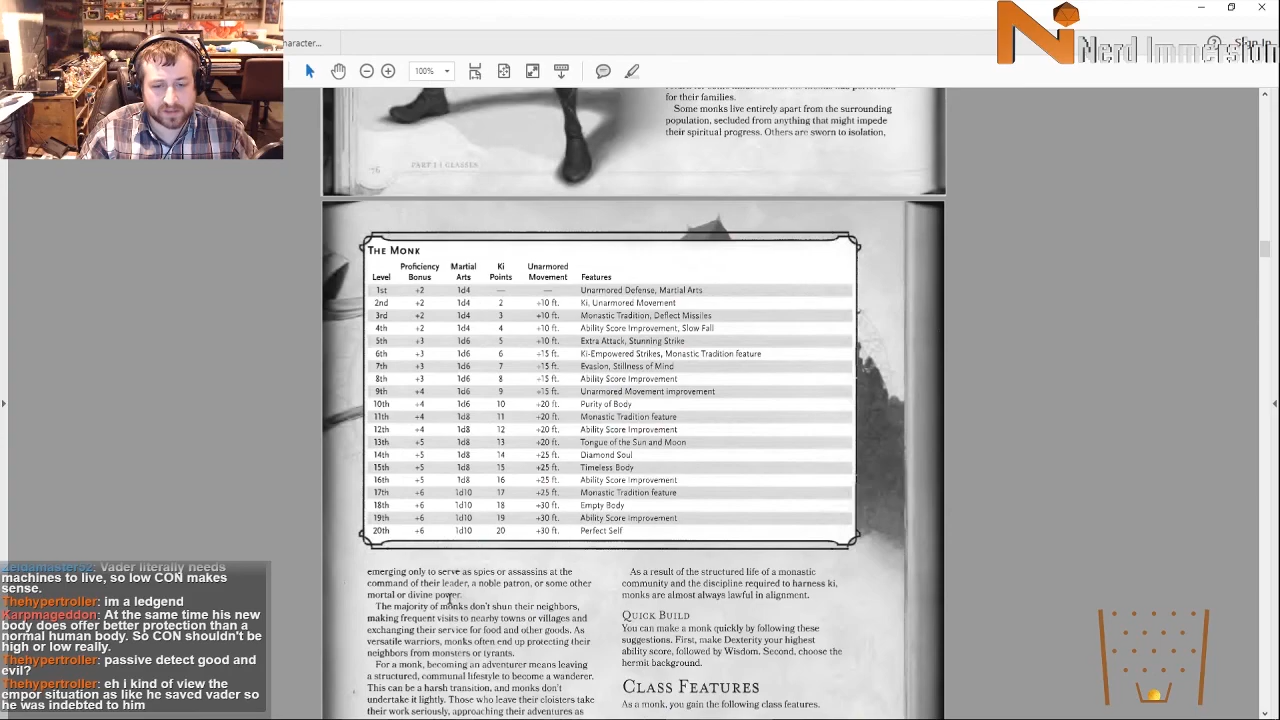 Nerd Immersion
haracter...
100%
for their families.
Some monks live entirely apart from the surrounding
population, secluded from anything that might impede
their spiritual progress. Others are sworn to isolation,
76
PART 1 | CLASSES
THE MONK
Level Proficiency Bonus Martial Arts Ki Points Unarmored Movement Features
1st +2 1d4 — — Unarmored Defense, Martial Arts
2nd +2 1d4 2 +10 ft. Ki, Unarmored Movement
3rd +2 1d4 3 +10 ft. Monastic Tradition, Deflect Missiles
4th +2 1d4 4 +10 ft. Ability Score Improvement, Slow Fall
5th +3 1d6 5 +10 ft. Extra Attack, Stunning Strike
6th +3 1d6 6 +15 ft. Ki-Empowered Strikes, Monastic Tradition feature
7th +3 1d6 7 +15 ft. Evasion, Stillness of Mind
8th +3 1d6 8 +15 ft. Ability Score Improvement
9th +4 1d6 9 +15 ft. Unarmored Movement improvement
10th +4 1d6 10 +20 ft. Purity of Body
11th +4 1d8 11 +20 ft. Monastic Tradition feature
12th +4 1d8 12 +20 ft. Ability Score Improvement
13th +5 1d8 13 +20 ft. Tongue of the Sun and Moon
14th +5 1d8 14 +25 ft. Diamond Soul
15th +5 1d8 15 +25 ft. Timeless Body
16th +5 1d8 16 +25 ft. Ability Score Improvement
17th +6 1d10 17 +25 ft. Monastic Tradition feature
18th +6 1d10 18 +30 ft. Empty Body
19th +6 1d10 19 +30 ft. Ability Score Improvement
20th +6 1d10 20 +30 ft. Perfect Self
emerging only to serve as spies or assassins at the
command of their leader, a noble patron, or some other
mortal or divine power.
The majority of monks don't shun their neighbors,
making frequent visits to nearby towns or villages and
exchanging their service for food and other goods. As
versatile warriors, monks often end up protecting their
neighbors from monsters or tyrants.
For a monk, becoming an adventurer means leaving
a structured, communal lifestyle to become a wanderer.
This can be a harsh transition, and monks don't
undertake it lightly. Those who leave their cloisters take
their work seriously, approaching their adventures as
As a result of the structured life of a monastic
community and the discipline required to harness ki,
monks are almost always lawful in alignment.
QUICK BUILD
You can make a monk quickly by following these
suggestions. First, make Dexterity your highest
ability score, followed by Wisdom. Second, choose the
hermit background.
CLASS FEATURES
As a monk, you gain the following class features.
Vader literally needs
machines to live, so low CON makes
sense.
Thehypertroller: im a ledgend
Karpmageddon: At the same time his new
body does offer better protection than a
normal human body. So CON shouldn't be
high or low really.
Thehypertroller: passive detect good and
evil?
Thehypertroller: eh i kind of view the
empor situation as like he saved vader so
he was indebted to him